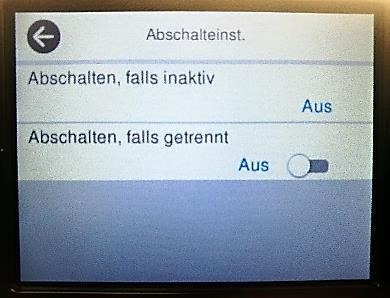 Abschalteinst.
Abschalten, falls inaktiv
Aus
Abschalten, falls getrennt
Aus